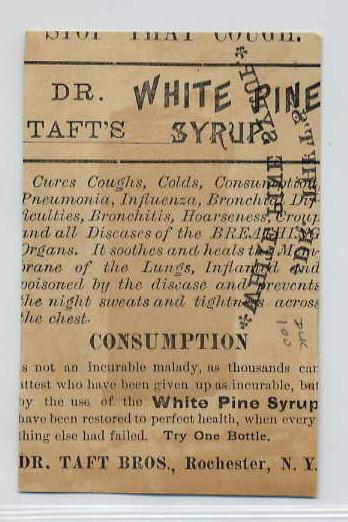 STOP THAT COUGH.
DR. WHITE PINE
TAFT'S SYRUP
Cures Coughs, Colds, Consumption
Pneumonia, Influenza, Bronchial Dif
ficulties, Bronchitis, Hoarseness, Croup
and all Diseases of the BREATHING
Organs. It soothes and heals the Mem-
brane of the Lungs, Inflamed and
poisoned by the disease and prevents
the night sweats and tightness across
the chest.
CONSUMPTION
s not an incurable malady, as thousands can
attest who have been given up as incurable, but
by the use of the White Pine Syrup
have been restored to perfect health, when every-
thing else had failed. Try One Bottle.
DR. TAFT BROS., Rochester, N. Y.
*WHITE PINE SYRUP*
100